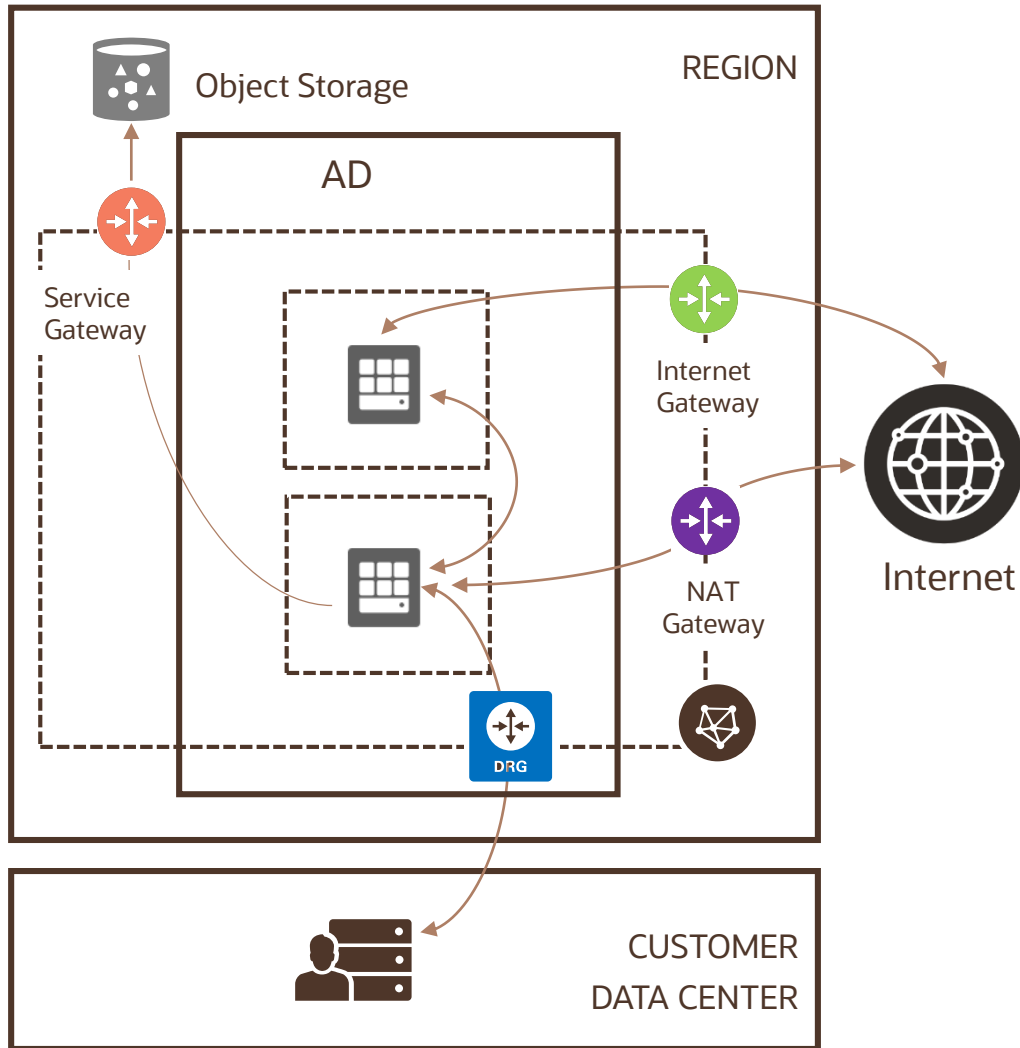 REGION
Object Storage
AD
Service
Gateway
Internet
Gateway
NAT
Gateway
Internet
DRG
CUSTOMER
DATA CENTER